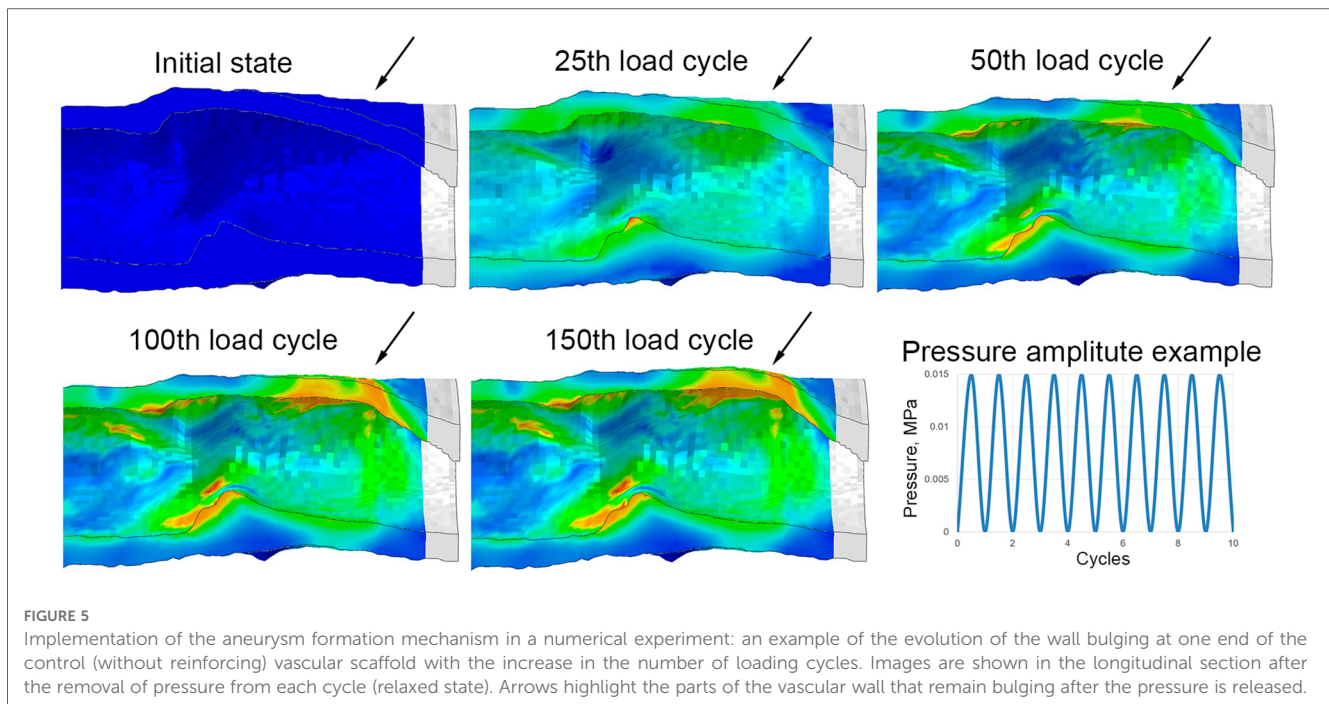 Initial state
25th load cycle
50th load cycle
100th load cycle
150th load cycle
Pressure amplitute example
0.015
0.01
0.005
0
Pressure, MPa
0 2 4 6 8 10
Cycles
FIGURE 5
Implementation of the aneurysm formation mechanism in a numerical experiment: an example of the evolution of the wall bulging at one end of the
control (without reinforcing) vascular scaffold with the increase in the number of loading cycles. Images are shown in the longitudinal section after
the removal of pressure from each cycle (relaxed state). Arrows highlight the parts of the vascular wall that remain bulging after the pressure is released.